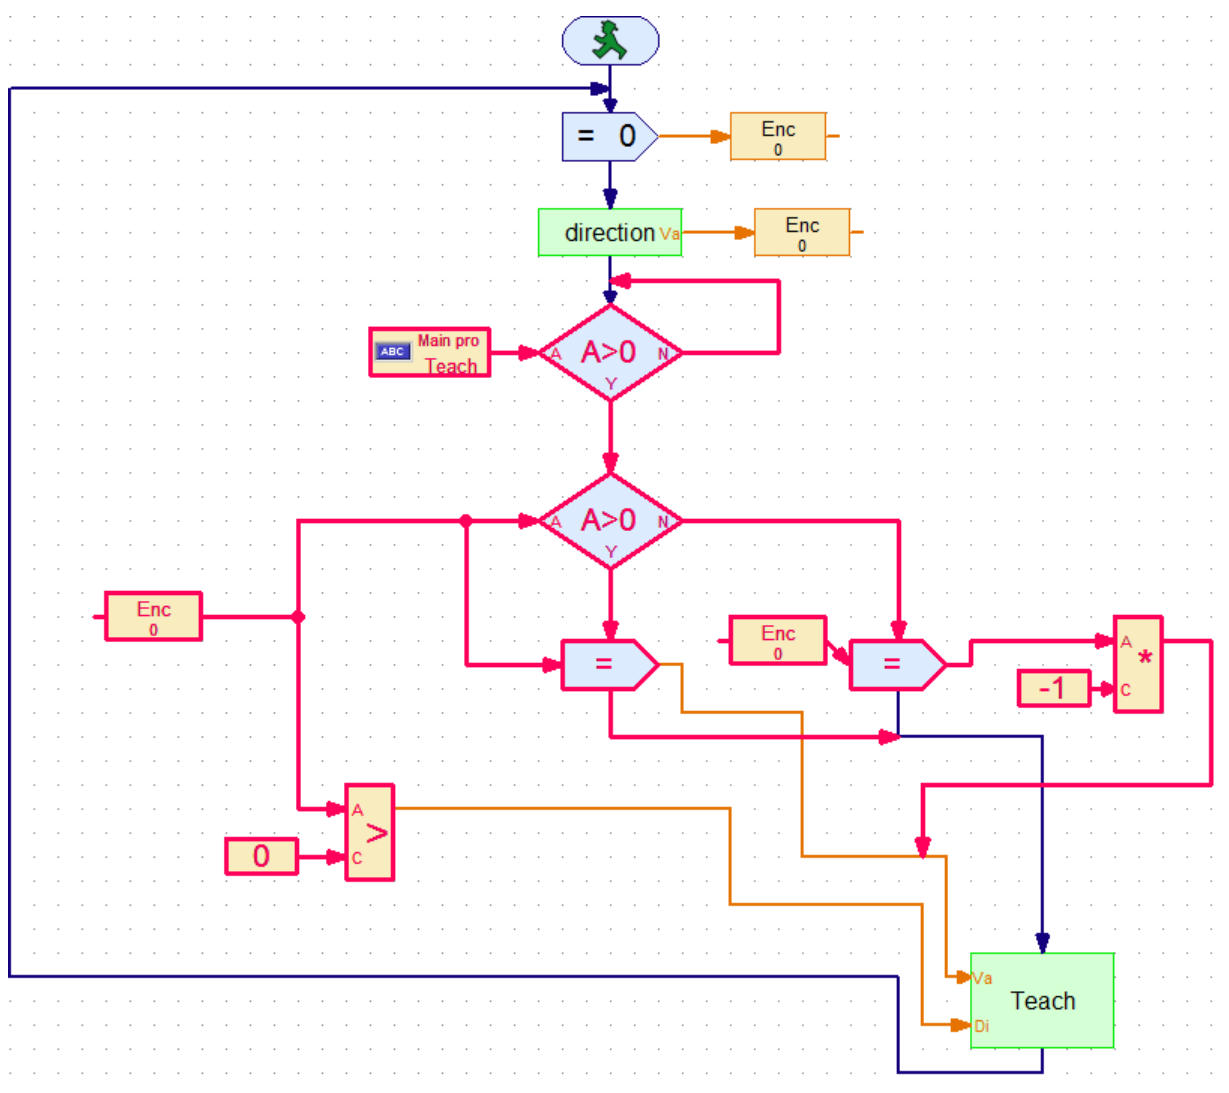 = 0
Enc
0
direction Va
Enc
0
ABC
Main pro
Teach
A
A>0
N
Y
A
A>0
N
Y
Enc
0
=
Enc
0
=
A
*
-1
C
A
>
0
C
Va
Teach
Di